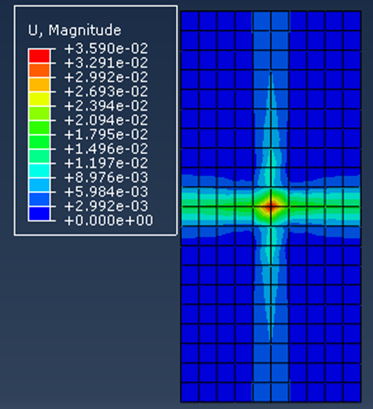 U, Magnitude
+3.590e-02
+3.291e-02
+2.992e-02
+2.693e-02
+2.394e-02
+2.094e-02
+1.795e-02
+1.496e-02
+1.197e-02
+8.976e-03
+5.984e-03
+2.992e-03
+0.000e+00